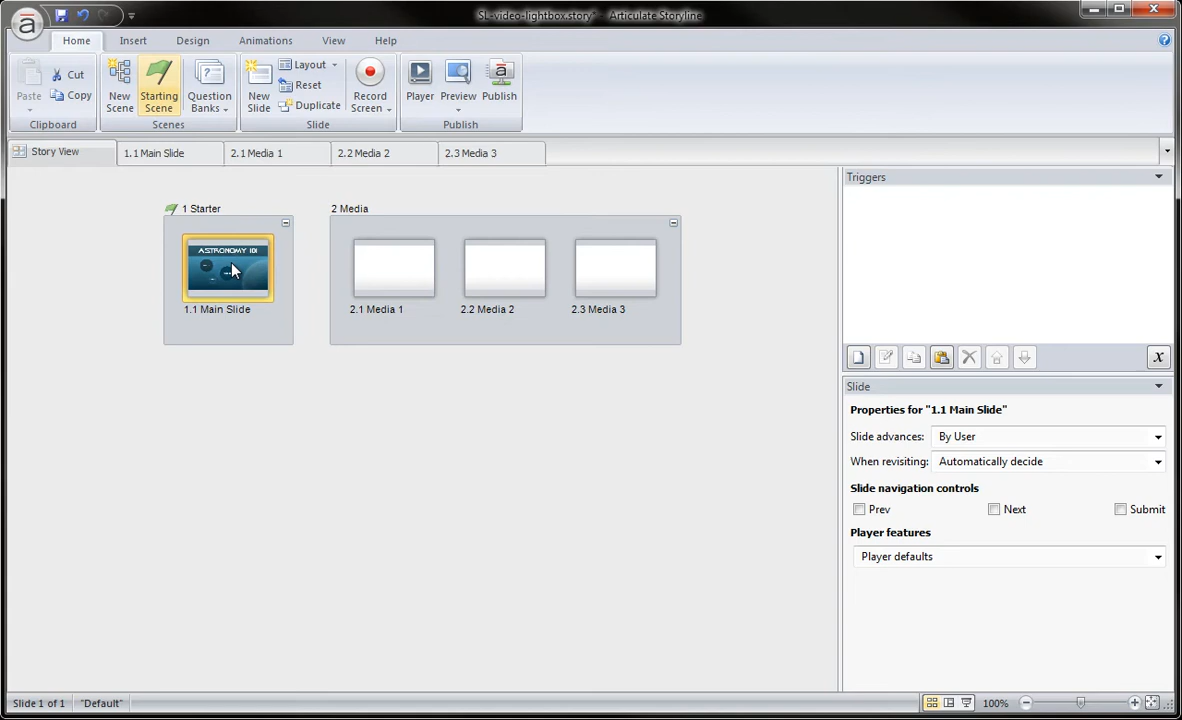 SL-video-lightbox.story* - Articulate Storyline
Home Insert Design Animations View Help
Paste
Cut
Copy
Clipboard
New Scene
Starting Scene
Question Banks
Scenes
New Slide
Layout
Reset
Duplicate
Slide
Record Screen
Player
Preview
Publish
Publish
Story View 1.1 Main Slide 2.1 Media 1 2.2 Media 2 2.3 Media 3
1 Starter
ASTRONOMY 101
1.1 Main Slide
2 Media
2.1 Media 1
2.2 Media 2
2.3 Media 3
Triggers
x
Slide
Properties for "1.1 Main Slide"
Slide advances: By User
When revisiting: Automatically decide
Slide navigation controls
Prev Next Submit
Player features
Player defaults
Slide 1 of 1 "Default" 100%